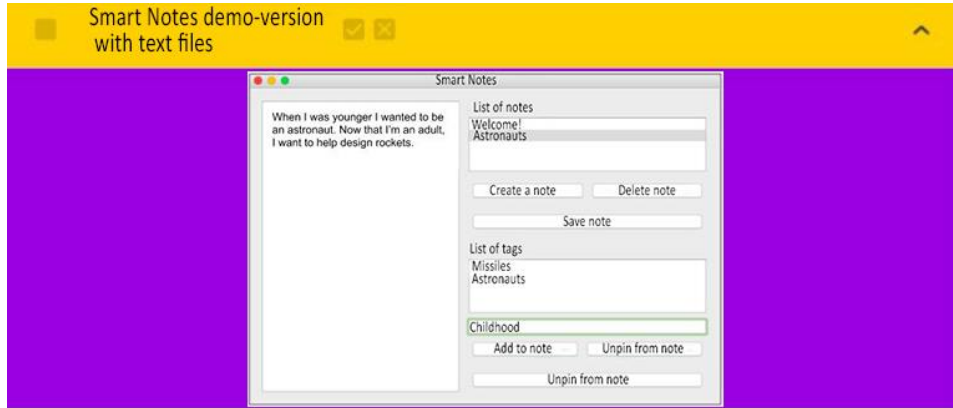 Smart Notes demo-version
with text files
Smart Notes
When I was younger I wanted to be
an astronaut. Now that I'm an adult,
I want to help design rockets.
List of notes
Welcome!
Astronauts
Create a note
Delete note
Save note
List of tags
Missiles
Astronauts
Childhood
Add to note
Unpin from note
Unpin from note